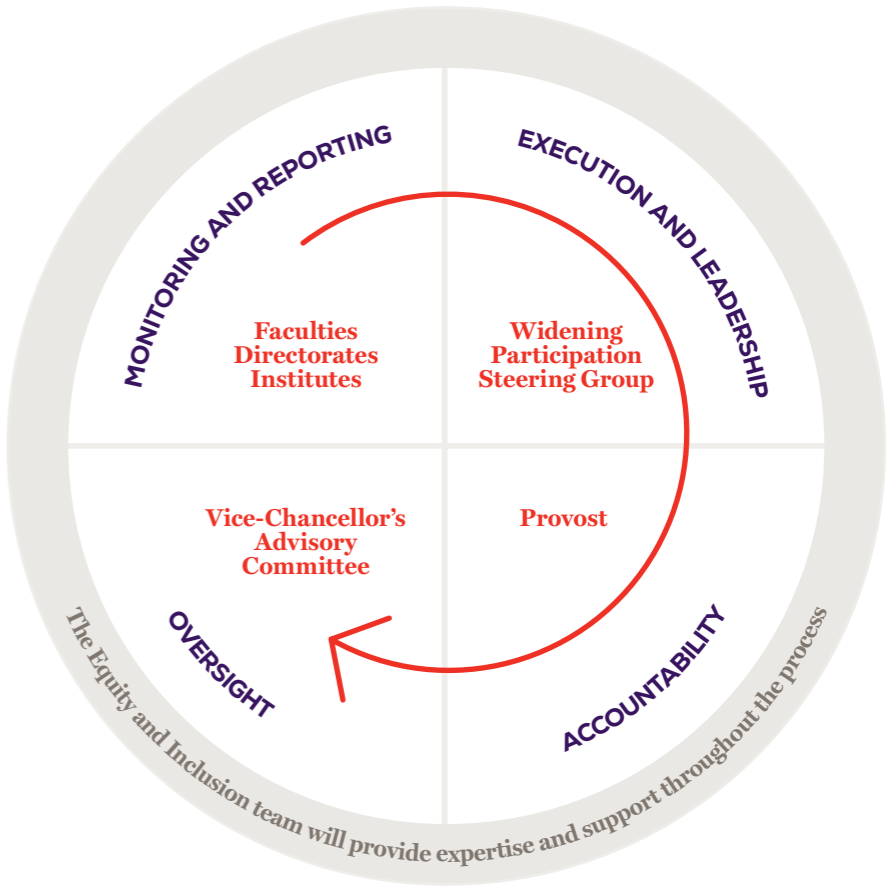 MONITORING AND REPORTING
EXECUTION AND LEADERSHIP
Faculties
Directorates
Institutes
Widening
Participation
Steering Group
Vice-Chancellor’s
Advisory
Committee
Provost
OVERSIGHT
ACCOUNTABILITY
The Equity and Inclusion team will provide expertise and support throughout the process